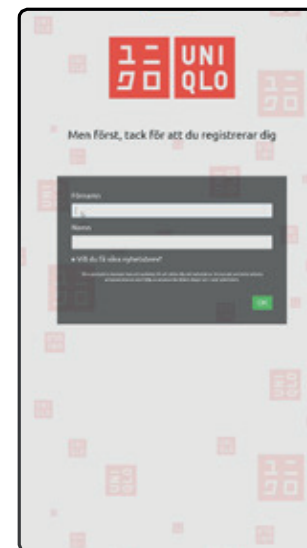 ユニ UNI
クロ QLO
Men först, tack för att du registrerar dig
Förnamn
Namn
Vill du få våra nyhetsbrev?
OK